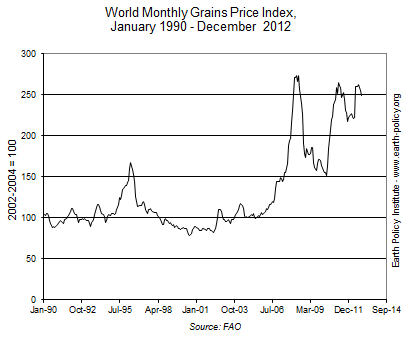 World Monthly Grains Price Index,
January 1990 - December 2012
300
250
200
150
100
50
0
2002-2004 = 100
Jan-90 Oct-92 Jul-95 Apr-98 Jan-01 Oct-03 Jul-06 Mar-09 Dec-11 Sep-14
Source: FAO
Earth Policy Institute - www.earth-policy.org